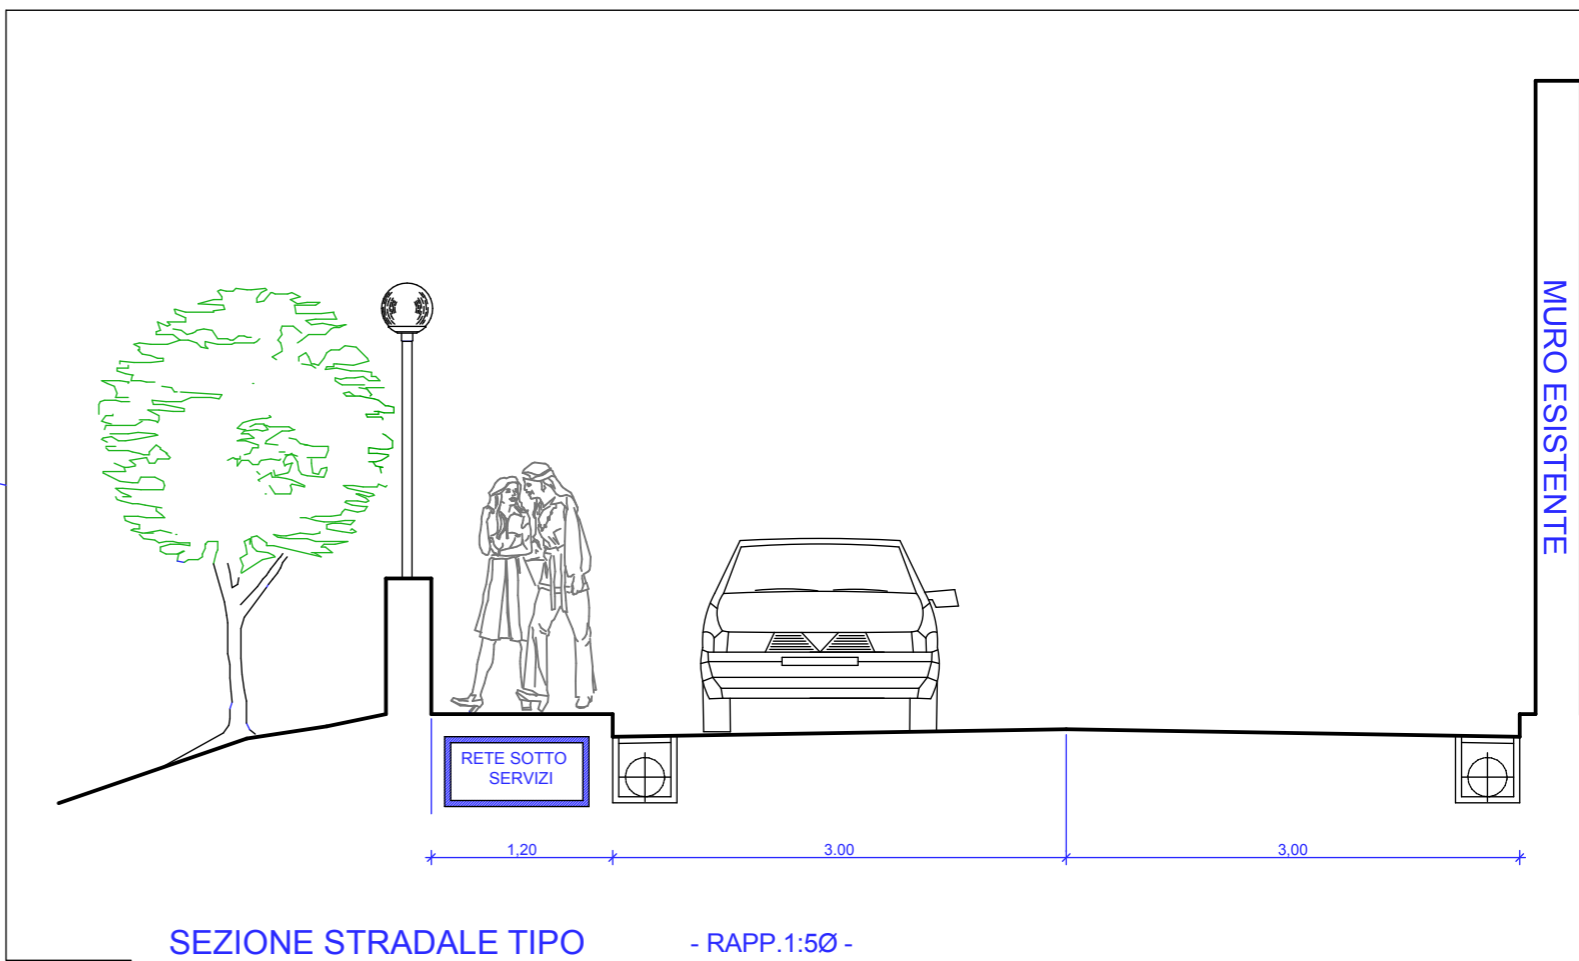 MURO ESISTENTE
RETE SOTTO
SERVIZI
1,20
3.00
3,00
SEZIONE STRADALE TIPO
- RAPP.1:5Ø -